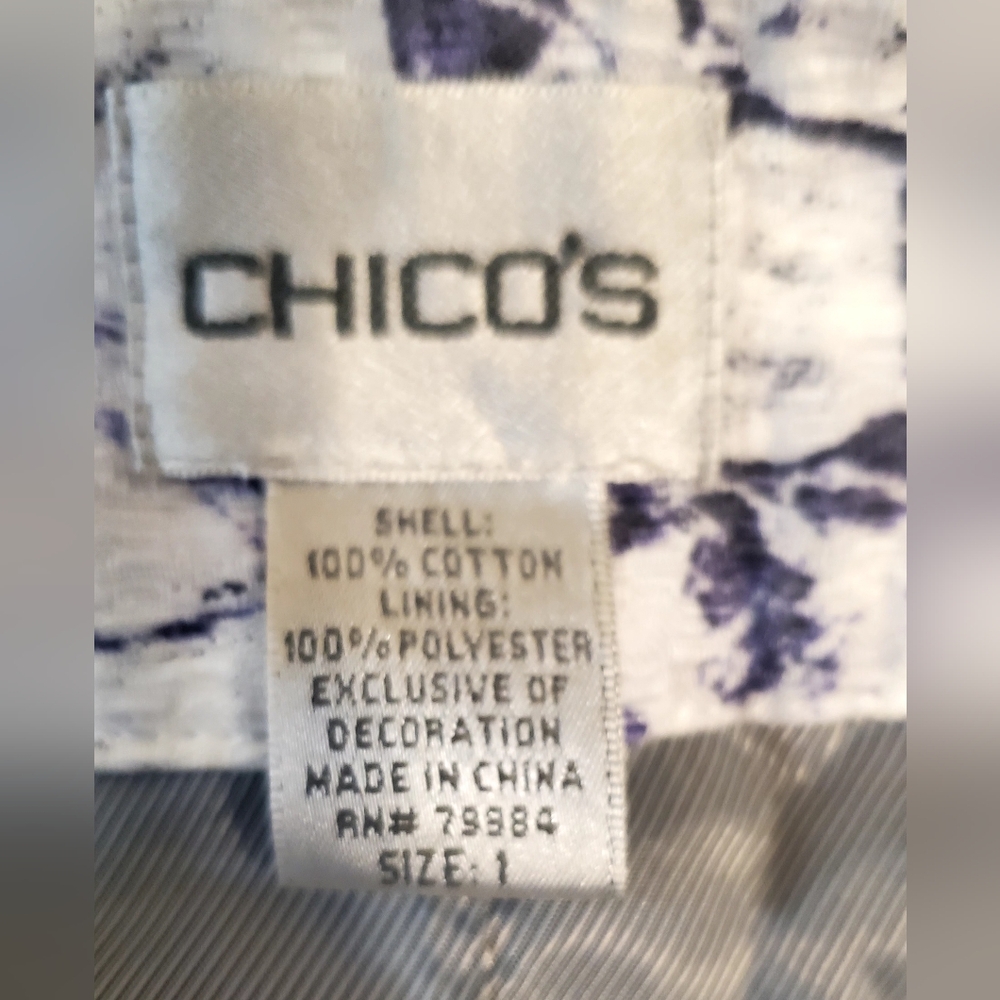 CHICO'S
SHELL:
100% COTTON
LINING:
100% POLYESTER
EXCLUSIVE OF
DECORATION
MADE IN CHINA
RN# 79984
SIZE: 1